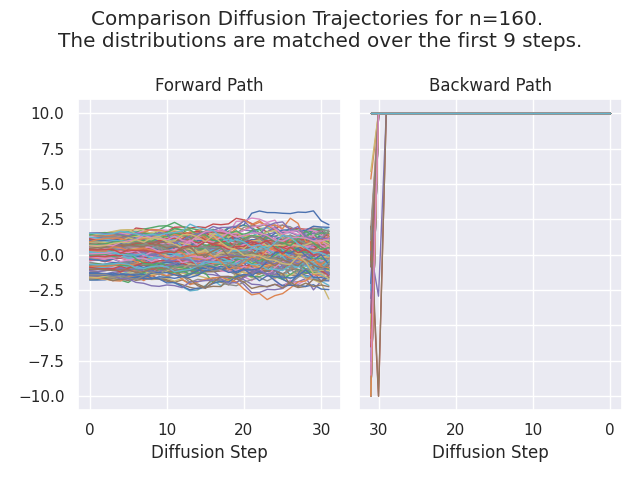 Comparison Diffusion Trajectories for n=160.
The distributions are matched over the first 9 steps.
Forward Path
Backward Path
10.0
7.5
5.0
2.5
0.0
−2.5
−5.0
−7.5
−10.0
0 10 20 30
30 20 10 0
Diffusion Step
Diffusion Step